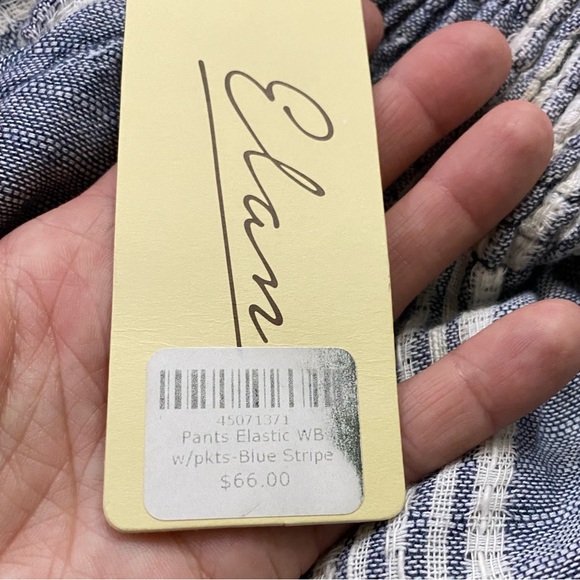 Elan
45071371
Pants Elastic WB
w/pkts-Blue Stripe
$66.00